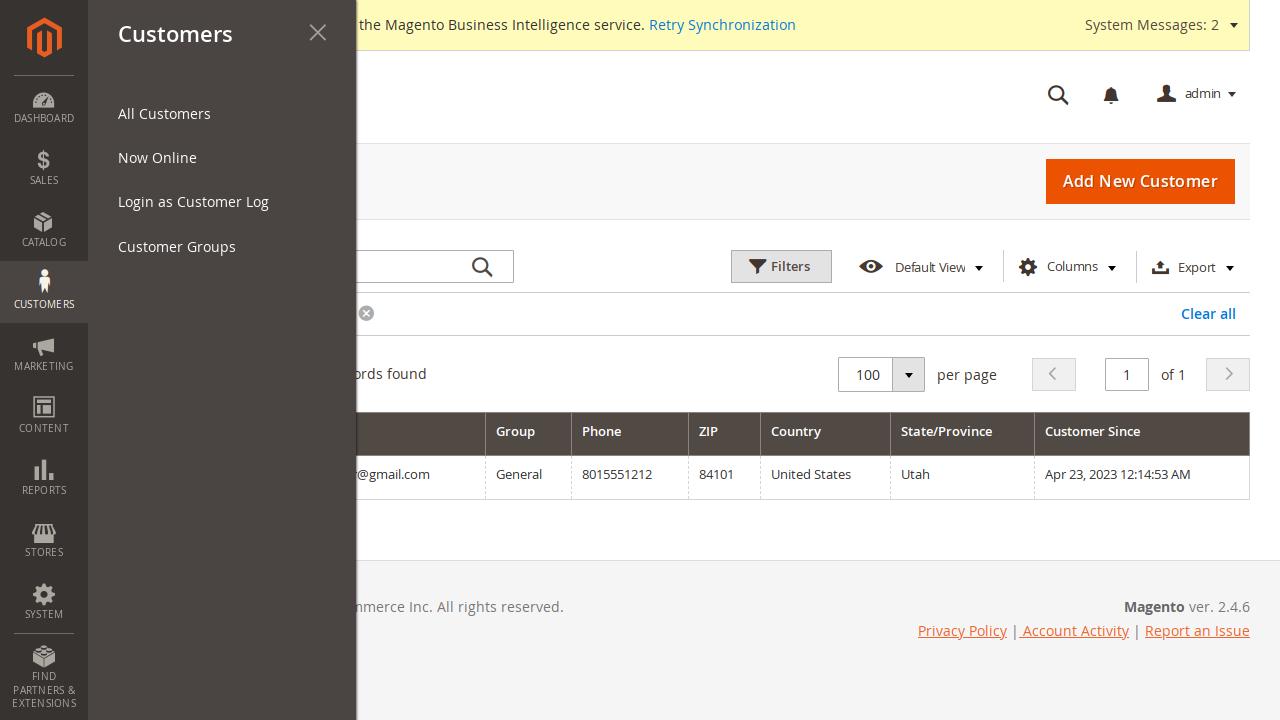 Customers
the Magento Business Intelligence service. Retry Synchronization
System Messages: 2
admin
DASHBOARD
SALES
CATALOG
CUSTOMERS
MARKETING
CONTENT
REPORTS
STORES
SYSTEM
FIND
PARTNERS &
EXTENSIONS
All Customers
Now Online
Login as Customer Log
Customer Groups
Add New Customer
Filters
Default View
Columns
Export
Clear all
records found
100
per page
1
of 1
Group Phone ZIP Country State/Province Customer Since
@gmail.com General 8015551212 84101 United States Utah Apr 23, 2023 12:14:53 AM
Inc. All rights reserved.
Magento ver. 2.4.6
Privacy Policy | Account Activity | Report an Issue